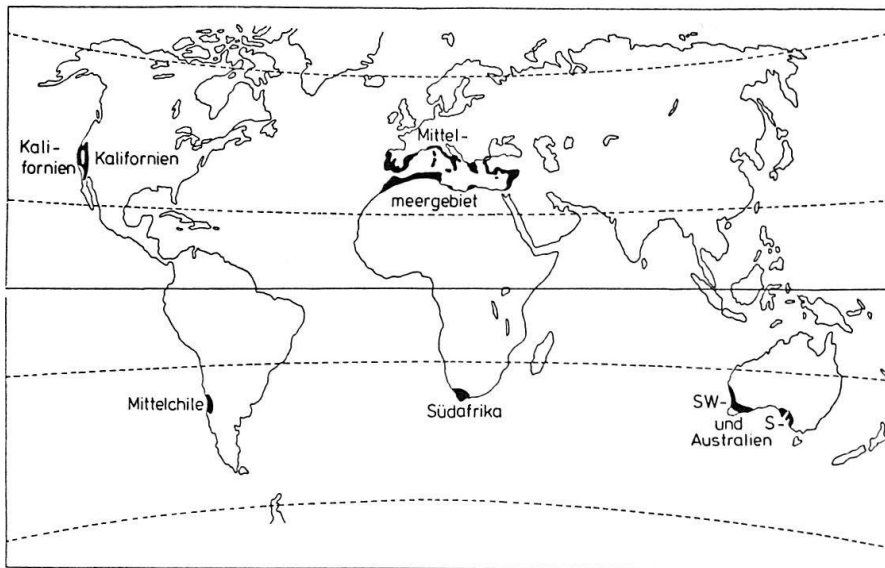 Kali-
fornien
Kalifornien
Mittel-
meergebiet
Mittelchile
Südafrika
SW-
und S-
Australien